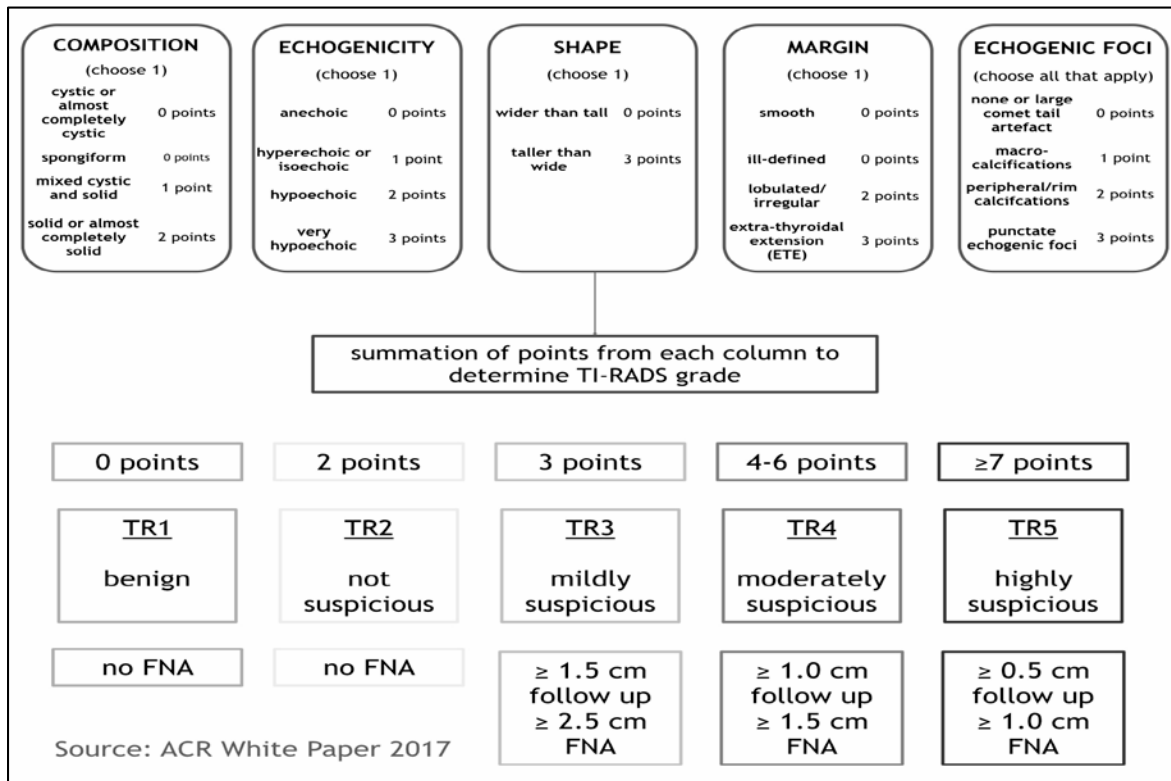 COMPOSITION
(choose 1)
cystic or
almost
completely
cystic
0 points
spongiform
0 points
mixed cystic
and solid
1 point
solid or almost
completely
solid
2 points
ECHOGENICITY
(choose 1)
anechoic
0 points
hyperechoic or
isoechoic
1 point
hypoechoic
2 points
very
hypoechoic
3 points
SHAPE
(choose 1)
wider than tall
0 points
taller than
wide
3 points
MARGIN
(choose 1)
smooth
0 points
ill-defined
0 points
lobulated/
irregular
2 points
extra-thyroidal
extension
(ETE)
3 points
ECHOGENIC FOCI
(choose all that apply)
none or large
comet tail
artefact
0 points
macro-
calcifications
1 point
peripheral/rim
calcifcations
2 points
punctate
echogenic foci
3 points
summation of points from each column to
determine TI-RADS grade
0 points
2 points
3 points
4-6 points
≥7 points
TR1
benign
TR2
not
suspicious
TR3
mildly
suspicious
TR4
moderately
suspicious
TR5
highly
suspicious
no FNA
no FNA
≥ 1.5 cm
follow up
≥ 2.5 cm
FNA
≥ 1.0 cm
follow up
≥ 1.5 cm
FNA
≥ 0.5 cm
follow up
≥ 1.0 cm
FNA
Source: ACR White Paper 2017